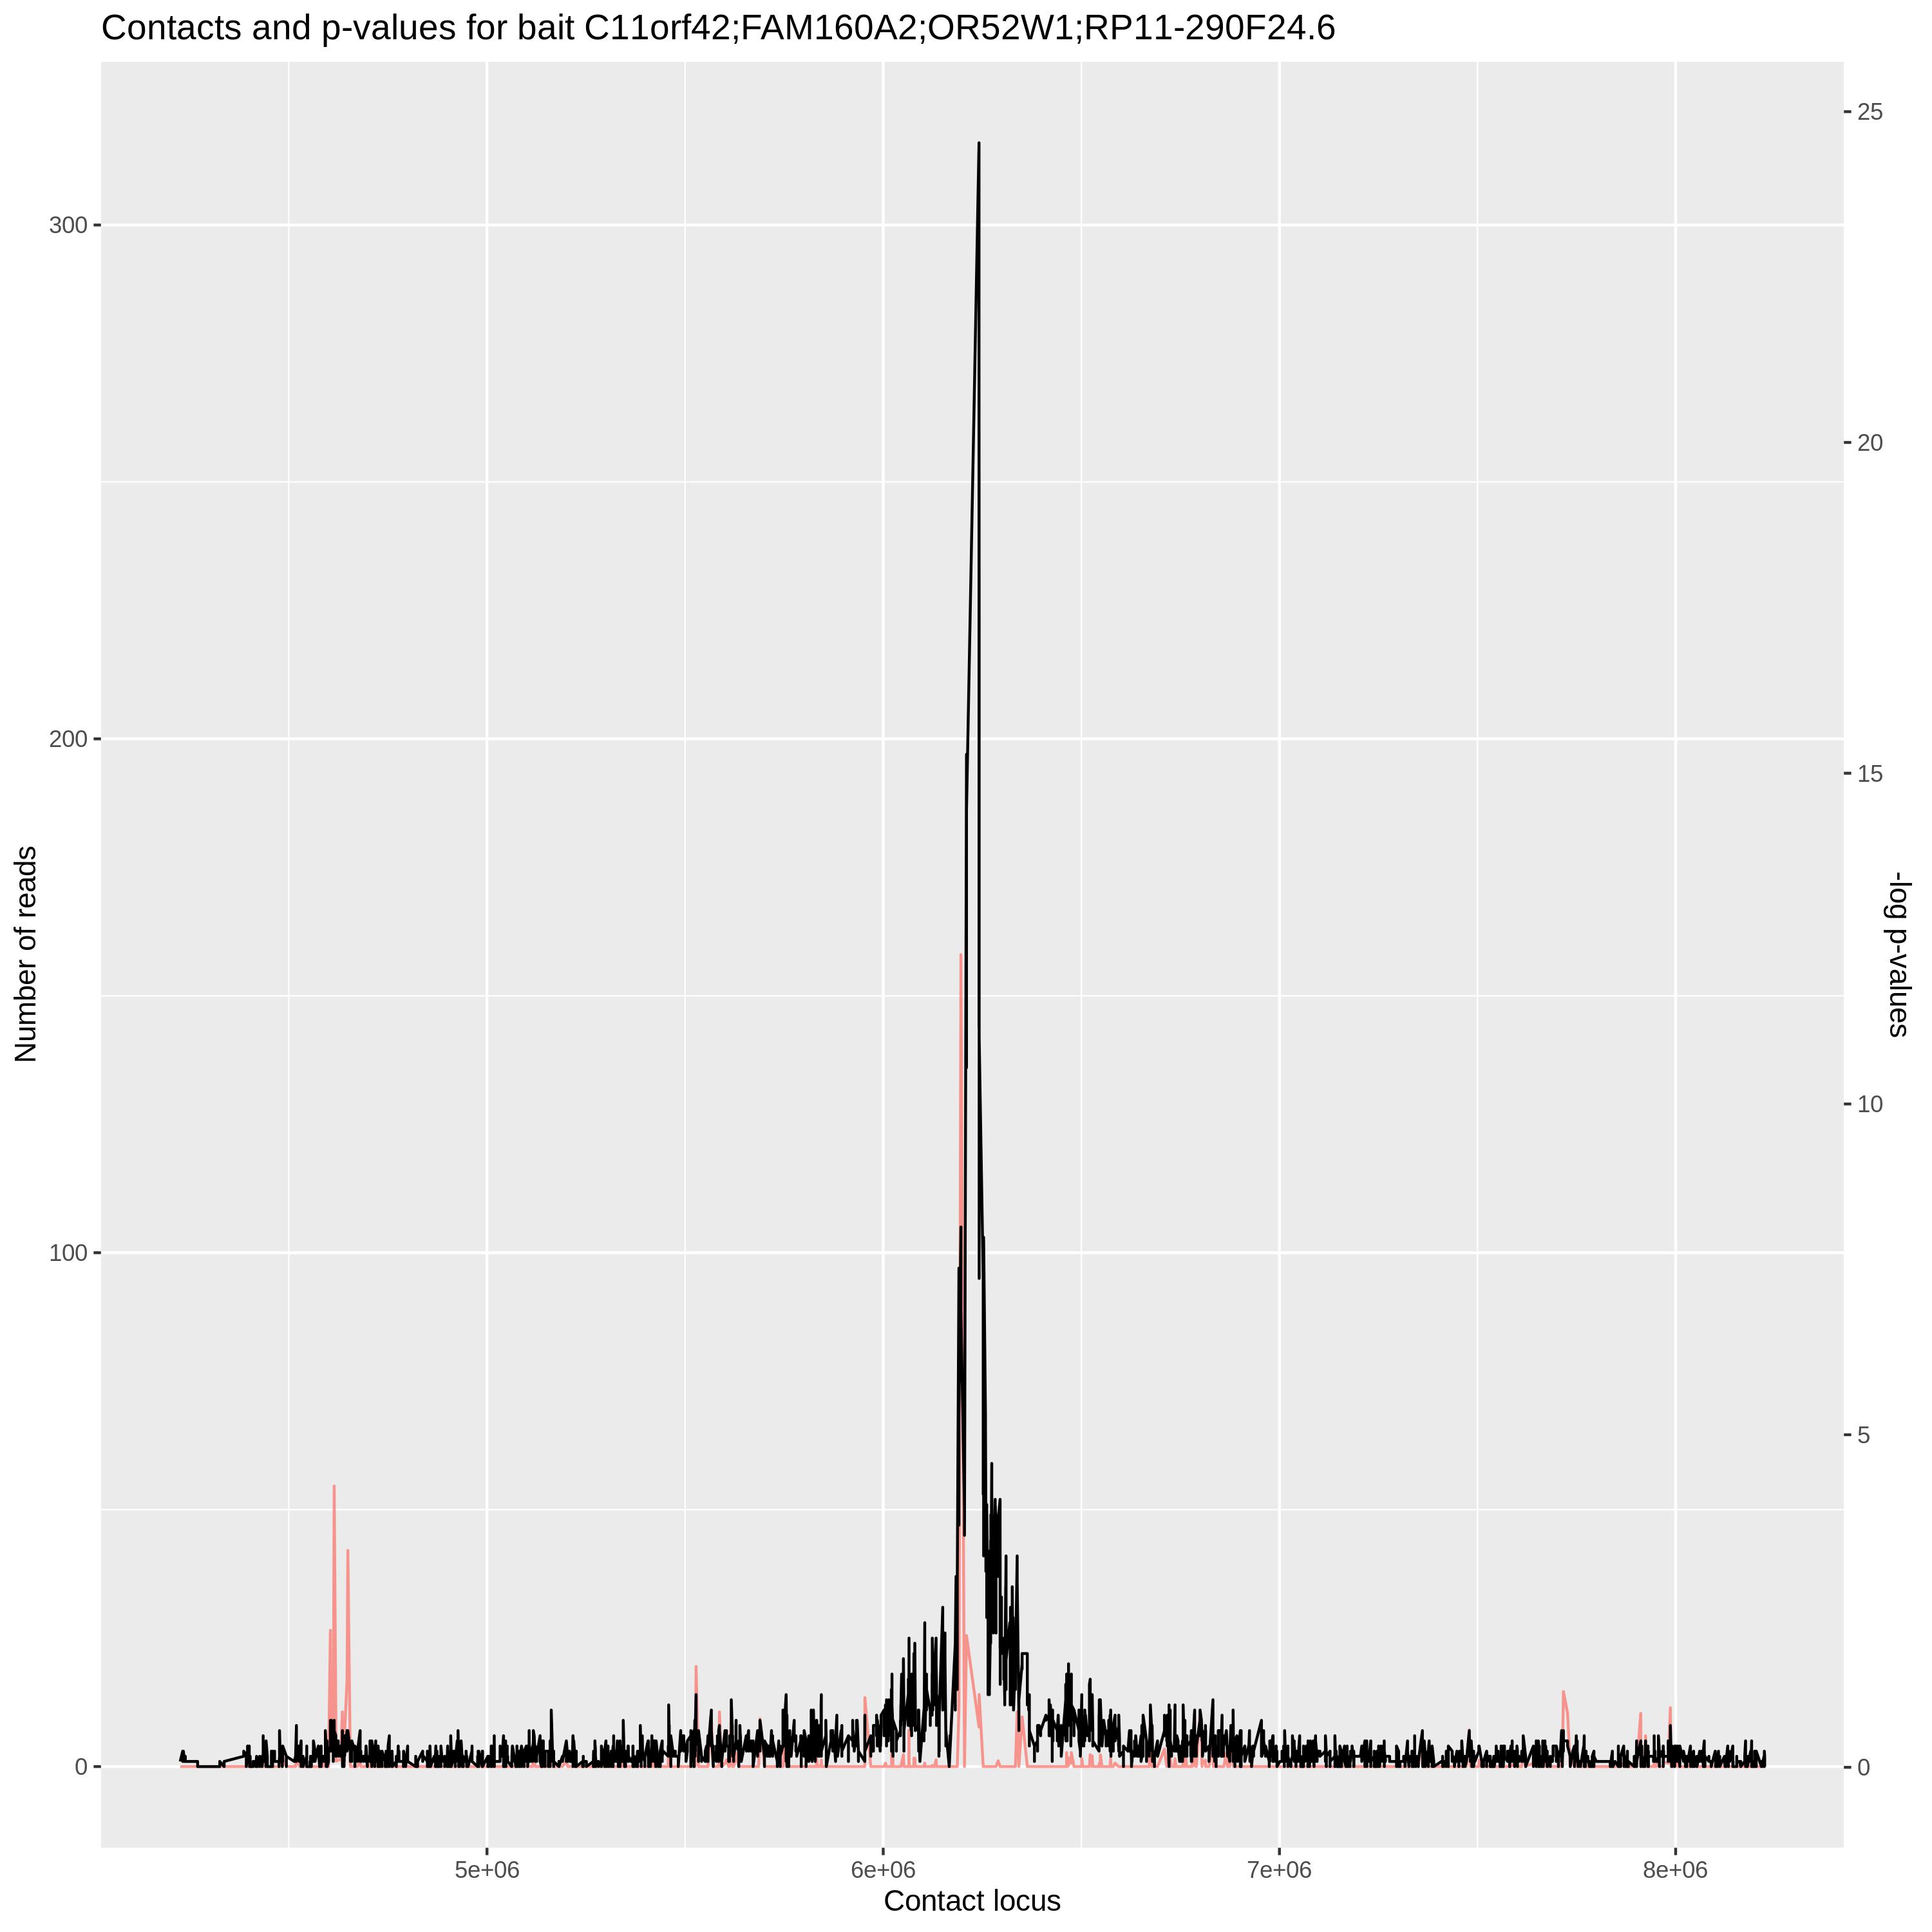 Contacts and p-values for bait C11orf42;FAM160A2;OR52W1;RP11-290F24.6
25
300
20
200
15
Number of reads
-log p-values
10
100
5
0
0
5e+06
6e+06
7e+06
8e+06
Contact locus